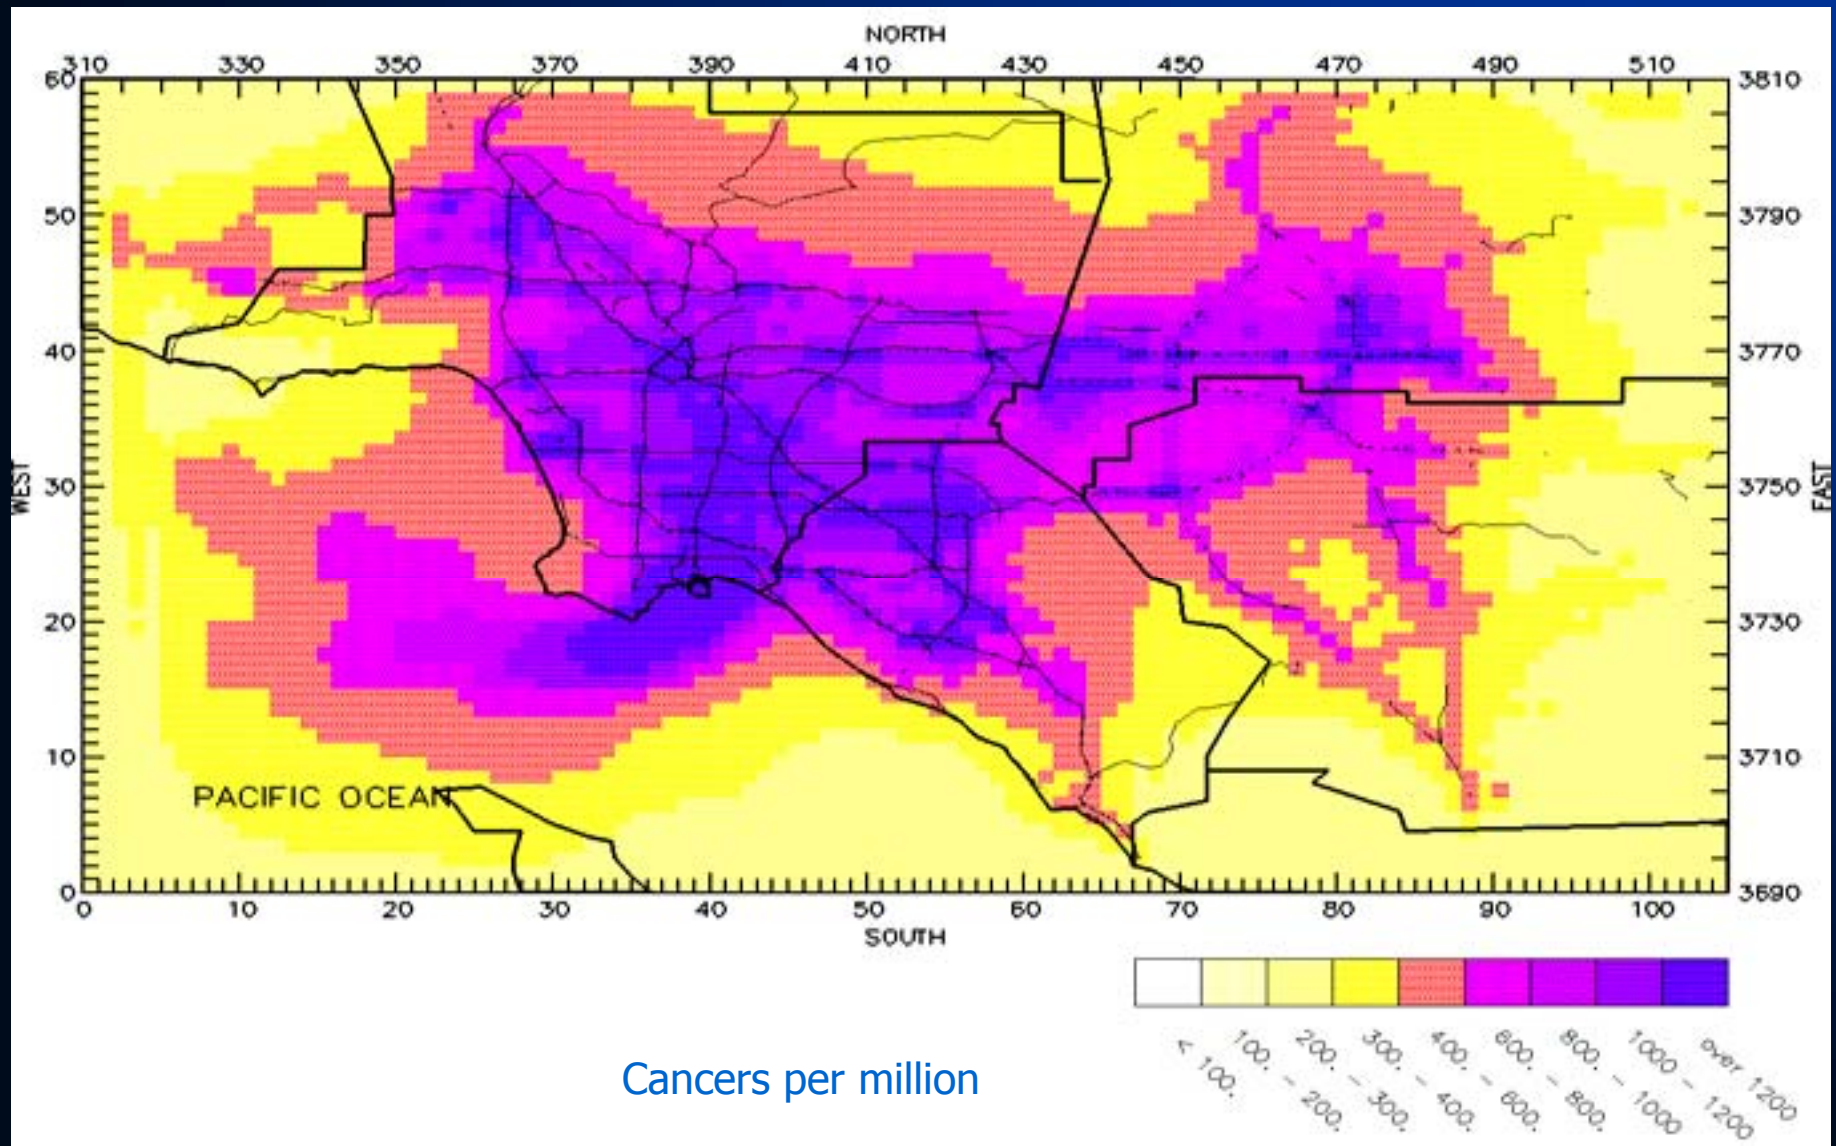 NORTH
310 330 350 370 390 410 430 450 470 490 510
60 3810
50 3790
40 3770
WEST EAST
30 3750
20 3730
10 3710
PACIFIC OCEAN
0 3690
0 10 20 30 40 50 60 70 80 90 100
SOUTH
< 100.
100. - 200.
200. - 300.
300. - 400.
400. - 600.
600. - 800.
800. - 1000
1000 - 1200
over 1200
Cancers per million